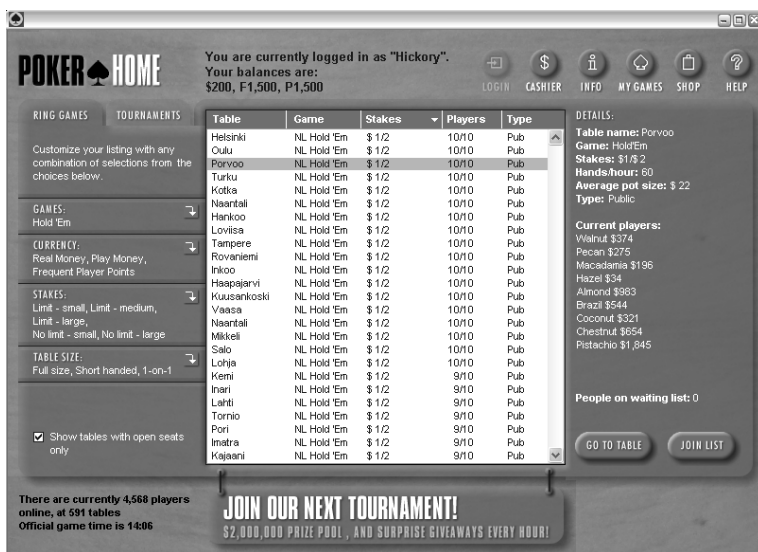 POKER HOME
You are currently logged in as "Hickory".
Your balances are:
$200, F1,500, P1,500
LOGIN CASHIER INFO MY GAMES SHOP HELP
RING GAMES TOURNAMENTS
Customize your listing with any
combination of selections from the
choices below.
GAMES:
Hold 'Em
CURRENCY:
Real Money, Play Money,
Frequent Player Points
STAKES:
Limit - small, Limit - medium,
Limit - large,
No limit - small, No limit - large
TABLE SIZE:
Full size, Short handed, 1-on-1
Show tables with open seats
only
Table Game Stakes Players Type
Helsinki NL Hold 'Em $ 1/2 10/10 Pub
Oulu NL Hold 'Em $ 1/2 10/10 Pub
Porvoo NL Hold 'Em $ 1/2 10/10 Pub
Turku NL Hold 'Em $ 1/2 10/10 Pub
Kotka NL Hold 'Em $ 1/2 10/10 Pub
Naantali NL Hold 'Em $ 1/2 10/10 Pub
Hankoo NL Hold 'Em $ 1/2 10/10 Pub
Loviisa NL Hold 'Em $ 1/2 10/10 Pub
Tampere NL Hold 'Em $ 1/2 10/10 Pub
Rovaniemi NL Hold 'Em $ 1/2 10/10 Pub
Inkoo NL Hold 'Em $ 1/2 10/10 Pub
Haapajarvi NL Hold 'Em $ 1/2 10/10 Pub
Kuusankoski NL Hold 'Em $ 1/2 10/10 Pub
Vaasa NL Hold 'Em $ 1/2 10/10 Pub
Naantali NL Hold 'Em $ 1/2 10/10 Pub
Mikkeli NL Hold 'Em $ 1/2 10/10 Pub
Salo NL Hold 'Em $ 1/2 10/10 Pub
Lohja NL Hold 'Em $ 1/2 10/10 Pub
Kemi NL Hold 'Em $ 1/2 9/10 Pub
Inari NL Hold 'Em $ 1/2 9/10 Pub
Lahti NL Hold 'Em $ 1/2 9/10 Pub
Tornio NL Hold 'Em $ 1/2 9/10 Pub
Pori NL Hold 'Em $ 1/2 9/10 Pub
Imatra NL Hold 'Em $ 1/2 9/10 Pub
Kajaani NL Hold 'Em $ 1/2 9/10 Pub
DETAILS:
Table name: Porvoo
Game: Hold'Em
Stakes: $1/$ 2
Hands/hour: 60
Average pot size: $ 22
Type: Public
Current players:
Walnut $374
Pecan $275
Macadamia $196
Hazel $34
Almond $983
Brazil $544
Coconut $321
Chestnut $654
Pistachio $1,845
People on waiting list: 0
GO TO TABLE JOIN LIST
There are currently 4,568 players
online, at 591 tables
Official game time is 14:06
JOIN OUR NEXT TOURNAMENT!
$2,000,000 PRIZE POOL , AND SURPRISE GIVEAWAYS EVERY HOUR!